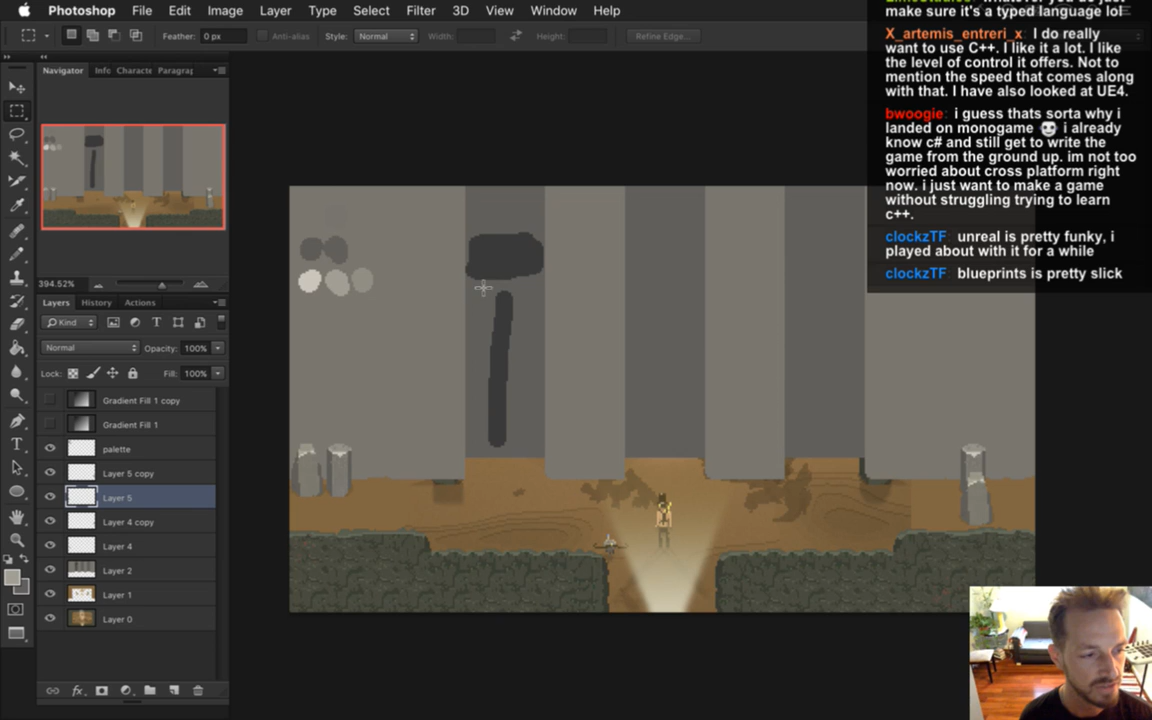 Photoshop File Edit Image Layer Type Select Filter 3D View Window Help
Feather: 0 px Anti-alias Style: Normal Width: Height: Refine Edge...
Navigator Info Characte Paragraj
394.52%
Layers History Actions
Kind
Normal Opacity: 100%
Lock: Fill: 100%
Gradient Fill 1 copy
Gradient Fill 1
palette
Layer 5 copy
Layer 5
Layer 4 copy
Layer 4
Layer 2
Layer 1
Layer 0
fx
make sure it's a typed language lol
X_artemis_entreri_x: I do really
want to use C++. I like it a lot. I like
the level of control it offers. Not to
mention the speed that comes along
with that. I have also looked at UE4.
bwoogie: i guess thats sorta why i
landed on monogame i already
know c# and still get to write the
game from the ground up. im not too
worried about cross platform right
now. i just want to make a game
without struggling trying to learn
c++.
clockzTF: unreal is pretty funky, i
played about with it for a while
clockzTF: blueprints is pretty slick